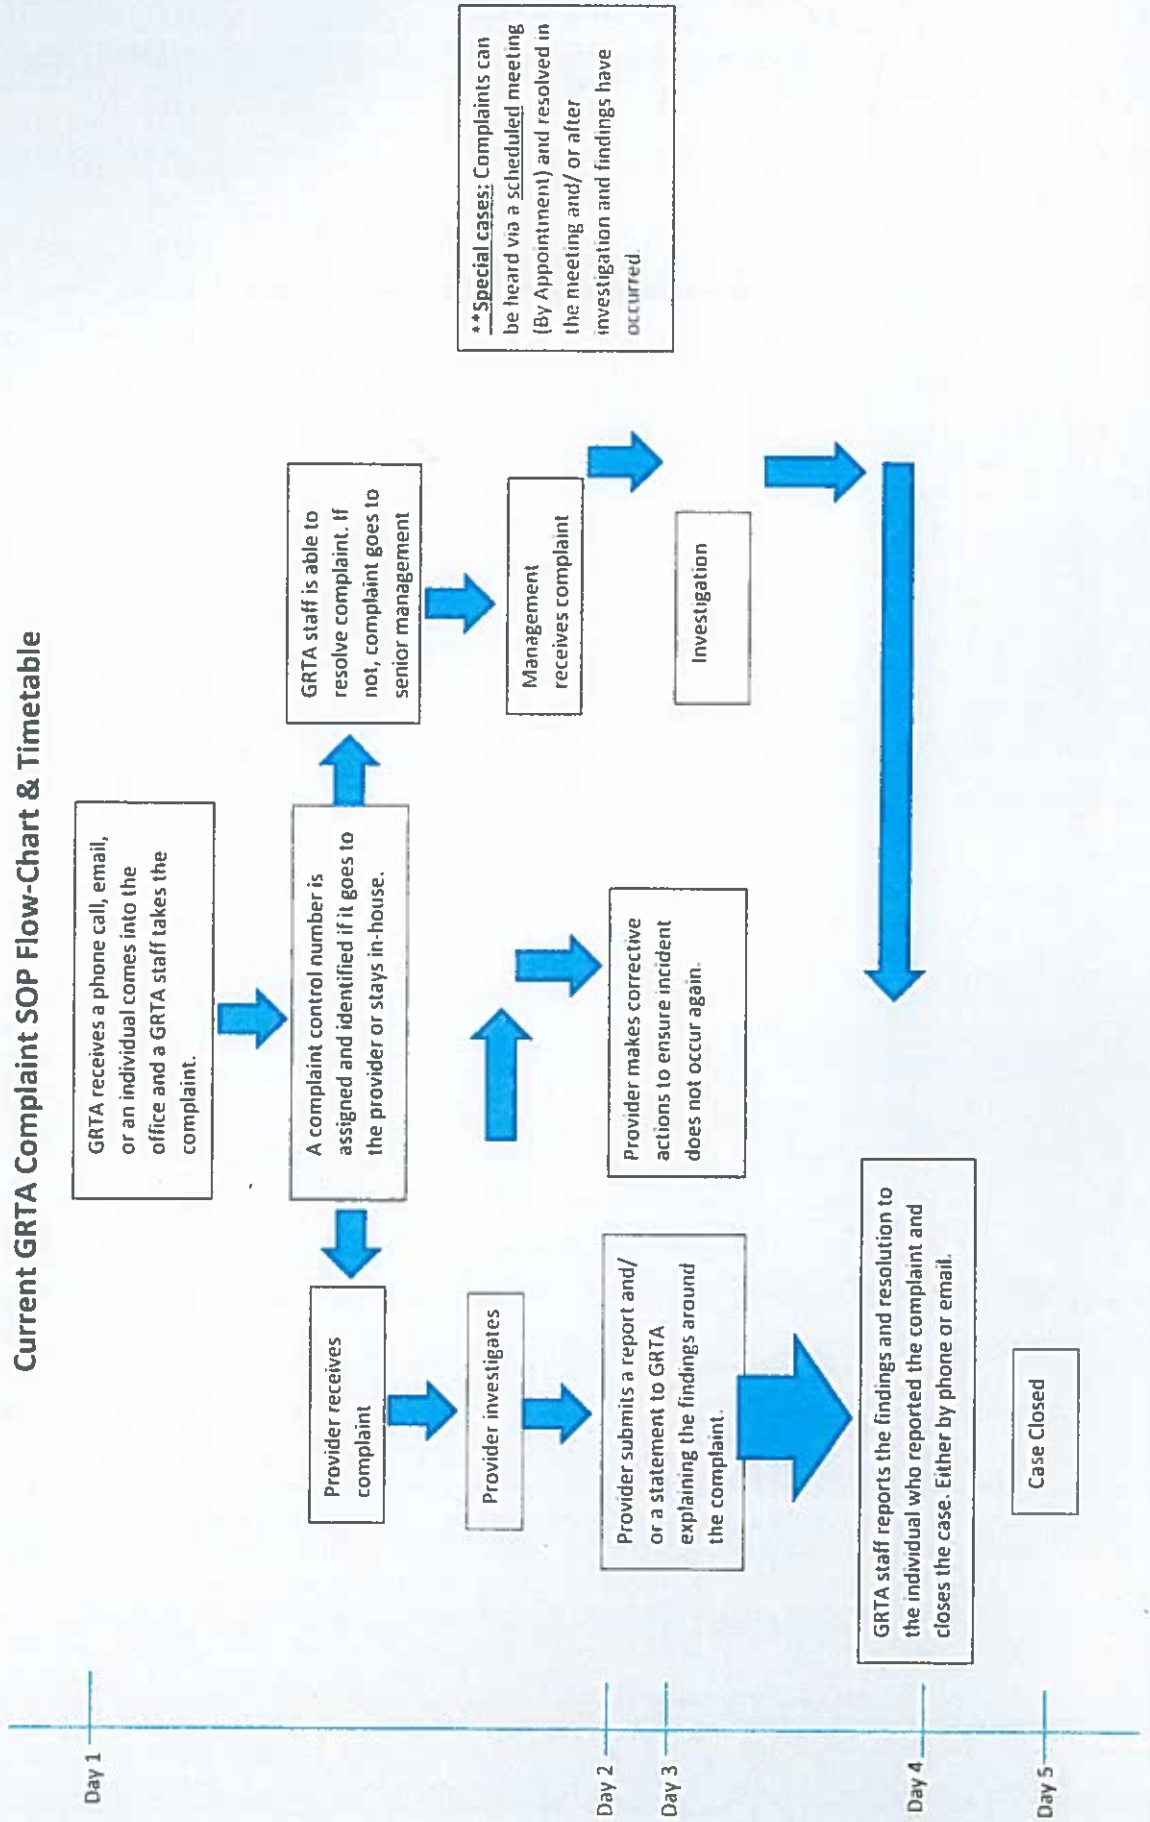 Current GRTA Complaint SOP Flow-Chart & Timetable
Day 1
GRTA receives a phone call, email,
or an individual comes into the
office and a GRTA staff takes the
complaint.
A complaint control number is
assigned and identified if it goes to
the provider or stays in-house.
Provider receives
complaint
GRTA staff is able to
resolve complaint. If
not, complaint goes to
senior management
Provider investigates
Management
receives complaint
**Special cases: Complaints can
be heard via a scheduled meeting
(By Appointment) and resolved in
the meeting and/ or after
investigation and findings have
occurred.
Day 2
Day 3
Provider submits a report and/
or a statement to GRTA
explaining the findings around
the complaint.
Provider makes corrective
actions to ensure incident
does not occur again.
Investigation
Day 4
GRTA staff reports the findings and resolution to
the individual who reported the complaint and
closes the case. Either by phone or email.
Day 5
Case Closed